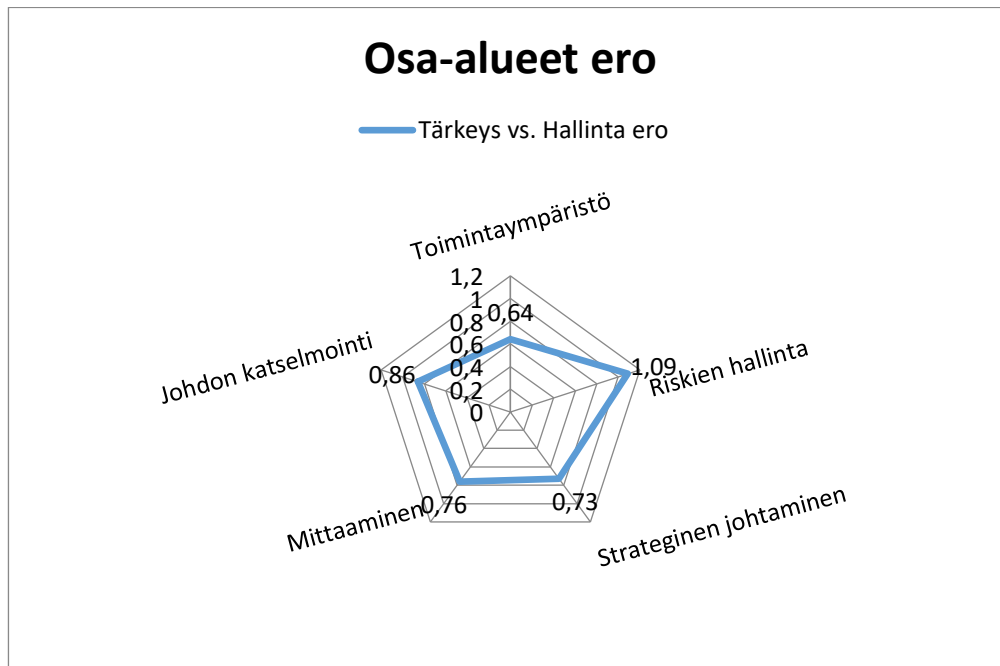 Osa-alueet ero
Tärkeys vs. Hallinta ero
Toimintaympäristö
1,2
1
0,8
0,6
0,4
0,2
0
0,64
1,09
Riskien hallinta
0,73
Strateginen johtaminen
0,76
Mittaaminen
0,86
Johdon katselmointi